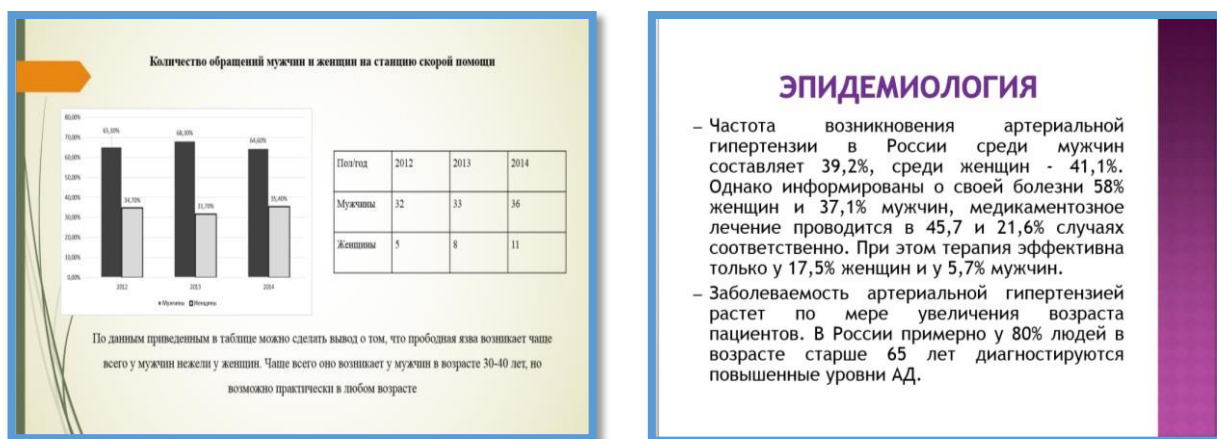 Количество обращений мужчин и женщин на станцию скорой помощи
80,00%
70,00%
60,00%
50,00%
40,00%
30,00%
20,00%
10,00%
0,00%
65,30%
34,70%
68,30%
31,70%
64,60%
35,40%
2012
2013
2014
Мужчины Женщины
Пол/год 2012 2013 2014
Мужчины 32 33 36
Женщины 5 8 11
По данным приведенным в таблице можно сделать вывод о том, что прободная язва возникает чаще
всего у мужчин нежели у женщин. Чаще всего оно возникает у мужчин в возрасте 30-40 лет, но
возможно практически в любом возрасте
ЭПИДЕМИОЛОГИЯ
– Частота возникновения артериальной
гипертензии в России среди мужчин
составляет 39,2%, среди женщин - 41,1%.
Однако информированы о своей болезни 58%
женщин и 37,1% мужчин, медикаментозное
лечение проводится в 45,7 и 21,6% случаях
соответственно. При этом терапия эффективна
только у 17,5% женщин и у 5,7% мужчин.
– Заболеваемость артериальной гипертензией
растет по мере увеличения возраста
пациентов. В России примерно у 80% людей в
возрасте старше 65 лет диагностируются
повышенные уровни АД.